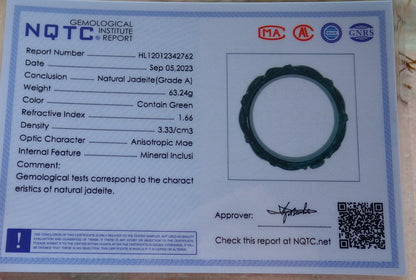 NQTC®
GEMOLOGICAL
INSTITUTE
REPORT
MA
GNRS
Report Number HL12012342762
Date Sep 05,2023
Conclusion Natural Jadeite(Grade A)
Weight 63.24g
Color Contain Green
Refractive Index 1.66
Density 3.33/cm3
Optic Character Anisotropic Mae
Internal Feature Mineral Inclusi
Comment:
Gemological tests correspond to the charact
eristics of natural jadeite.
Approver:
Check this report at NQTC.net
!